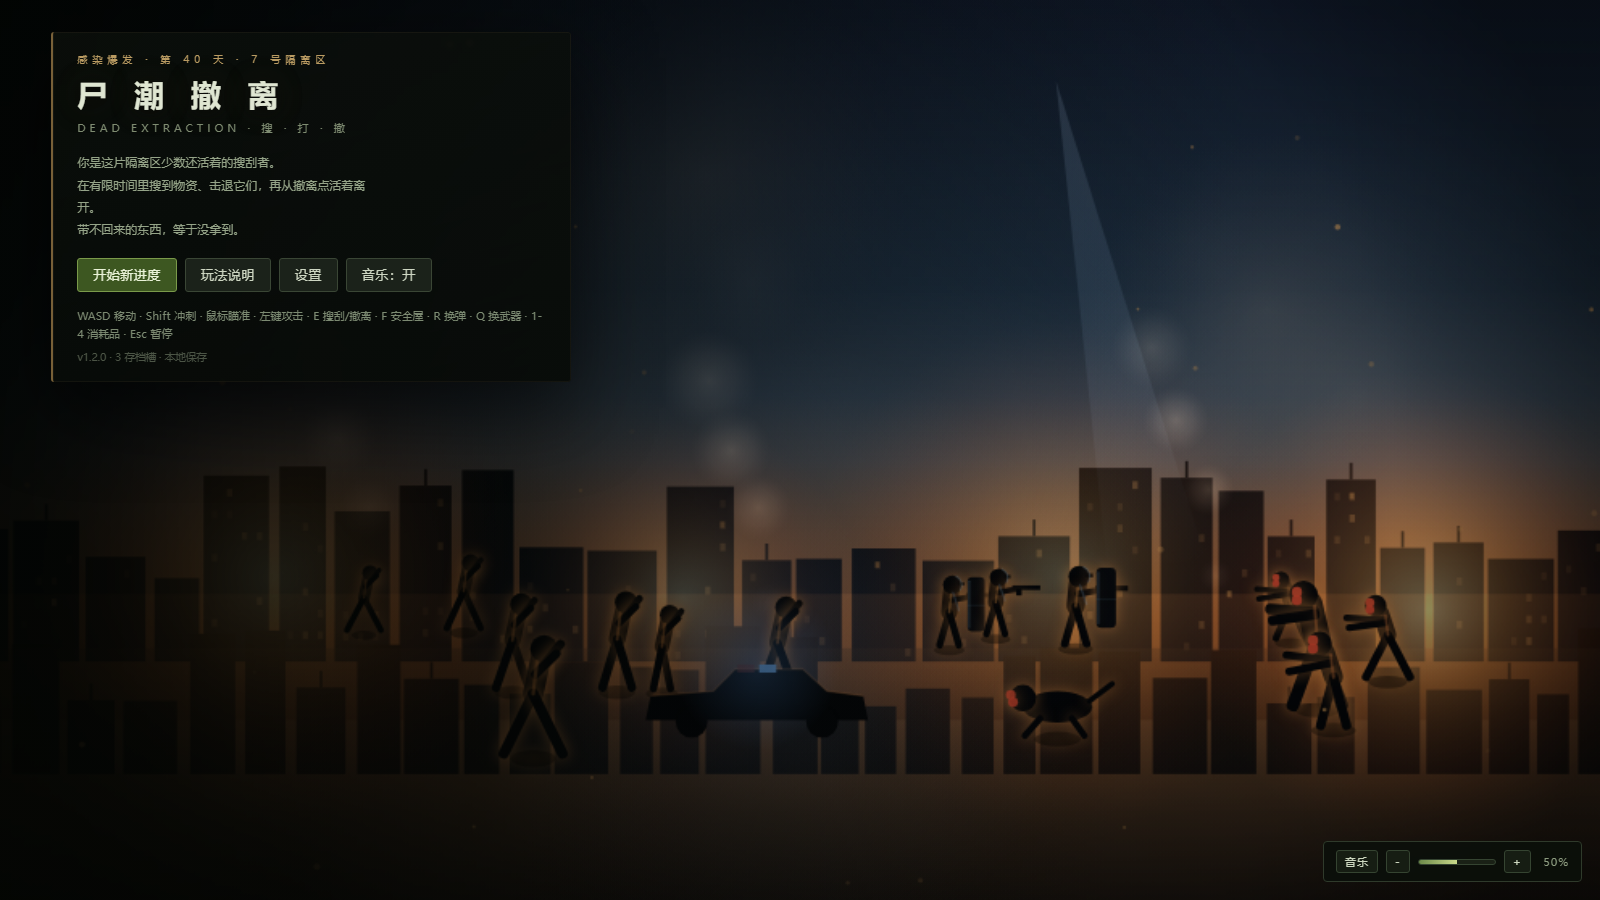 感染爆发 · 第 40 天 · 7 号隔离区
尸潮撤离
DEAD EXTRACTION · 搜 · 打 · 撤
你是这片隔离区少数还活着的搜刮者。
在有限时间里搜到物资、击退它们，再从撤离点活着离
开。
带不回来的东西，等于没拿到。
开始新进度 玩法说明 设置 音乐：开
WASD 移动 · Shift 冲刺 · 鼠标瞄准 · 左键攻击 · E 搜刮/撤离 · F 安全屋 · R 换弹 · Q 换武器 · 1-
4 消耗品 · Esc 暂停
v1.2.0 · 3 存档槽 · 本地保存
音乐 - + 50%